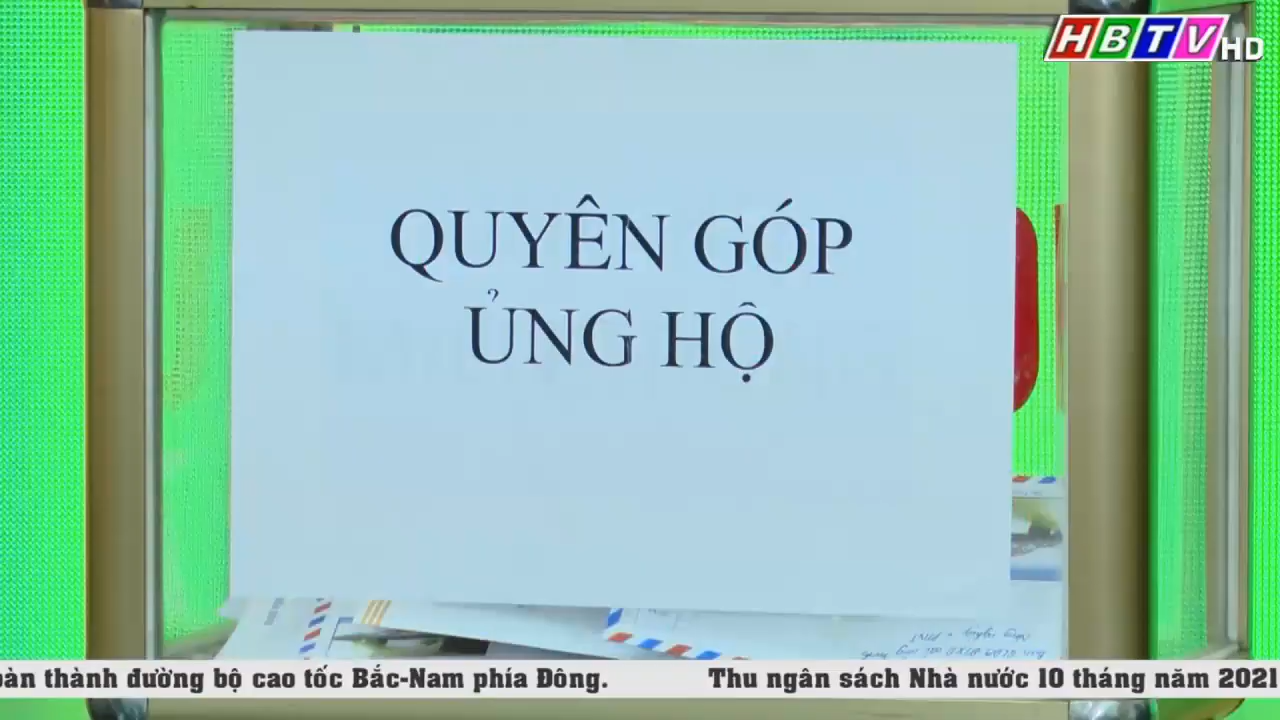 HBTV HD
QUYÊN GÓP
ỦNG HỘ
thành đường bộ cao tốc Bắc-Nam phía Đông. Thu ngân sách Nhà nước 10 tháng năm 2021